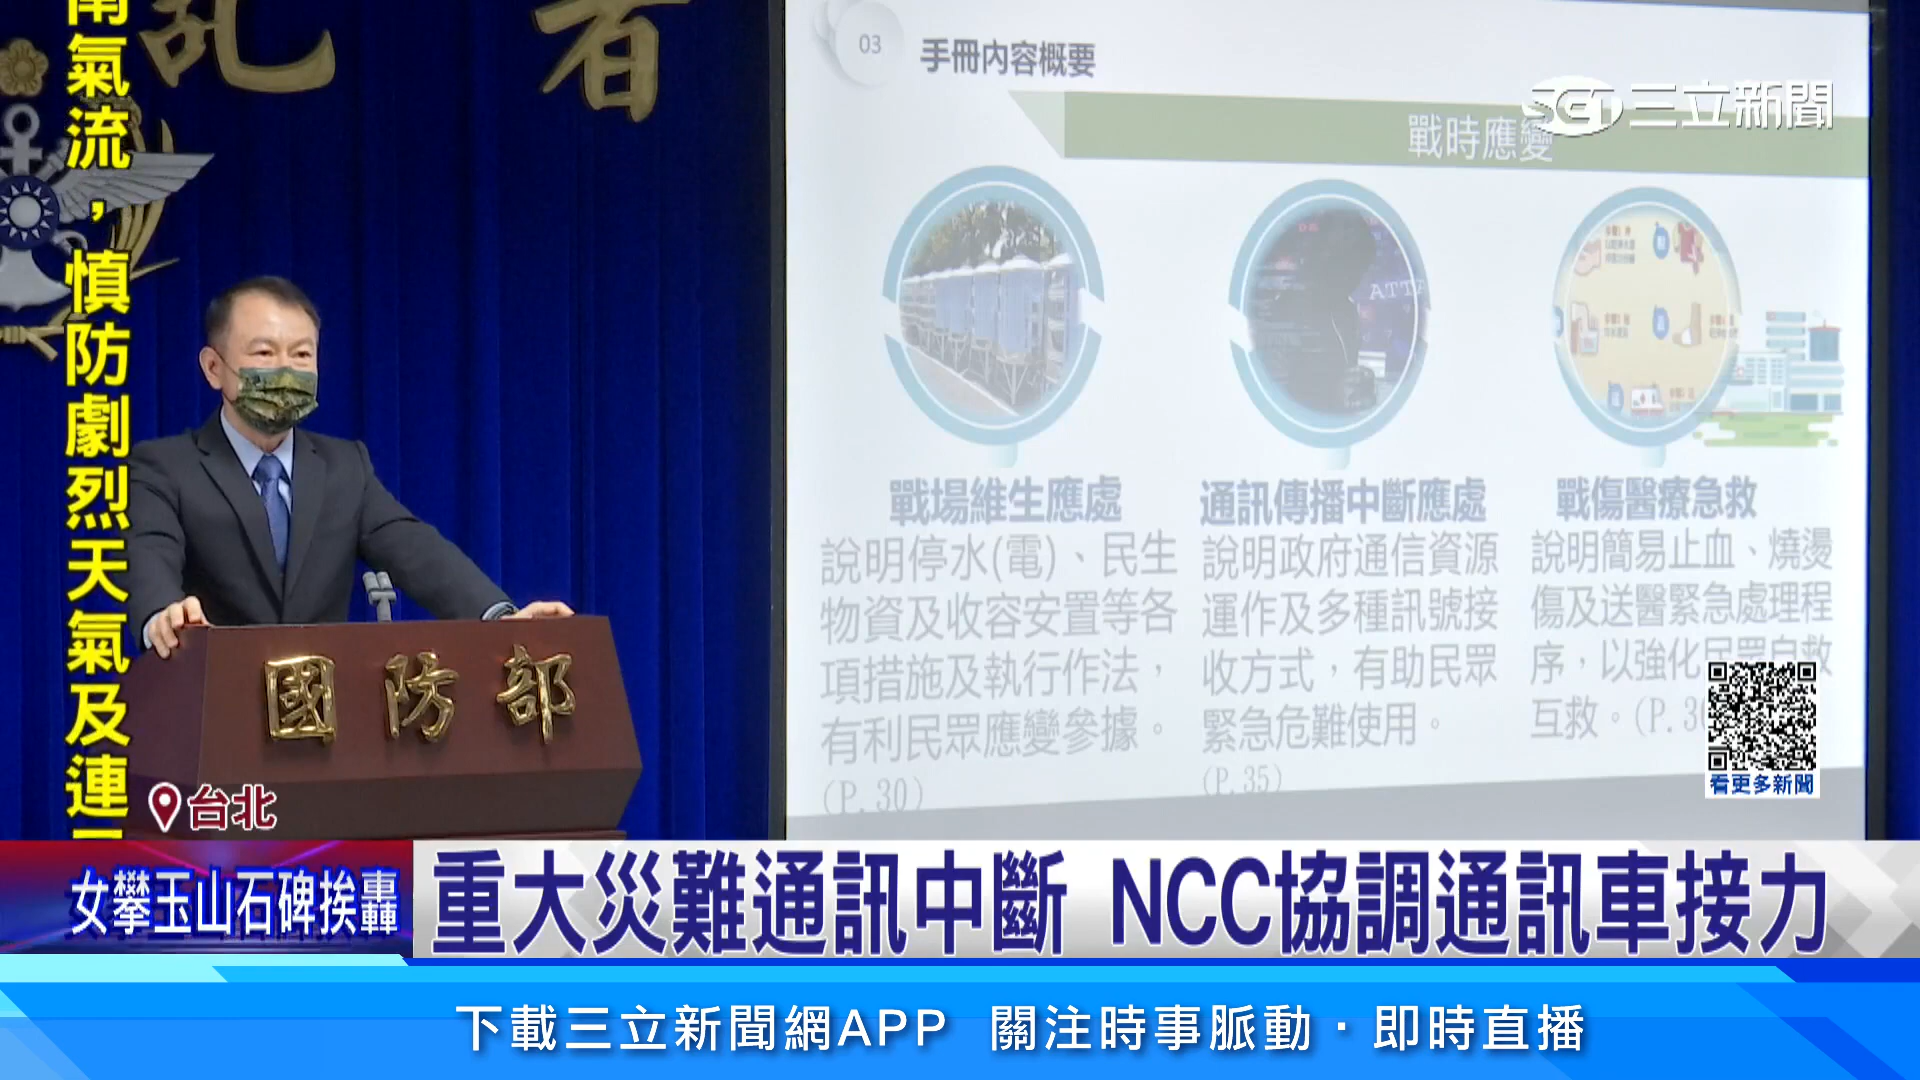 南氣流，慎防劇烈天氣及連
記者
03
手冊內容概要
三立新聞
戰時應變
戰場維生應處
說明停水(電)、民生
物資及收容安置等各
項措施及執行作法，
有利民眾應變參據。
(P.30)
通訊傳播中斷應處
說明政府通信資源
運作及多種訊號接
收方式，有助民眾
緊急危難使用。
(P.35)
戰傷醫療急救
說明簡易止血、燒燙
傷及送醫緊急處理程
序，以強化民眾自救
互救。(P.3
看更多新聞
國防部
台北
女攀玉山石碑挨轟
重大災難通訊中斷 NCC協調通訊車接力
下載三立新聞網APP 關注時事脈動・即時直播